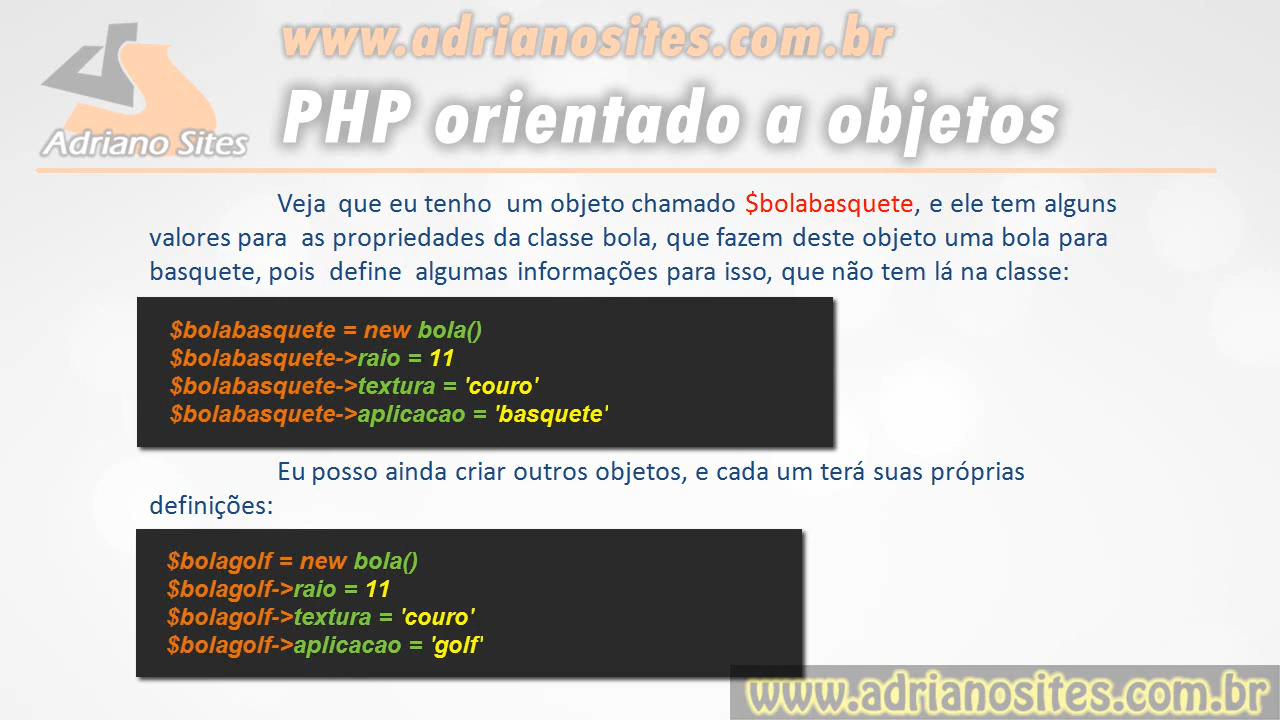 www.adrianosites.com.br
Adriano Sites
PHP orientado a objetos
Veja que eu tenho um objeto chamado $bolabasquete, e ele tem alguns
valores para as propriedades da classe bola, que fazem deste objeto uma bola para
basquete, pois define algumas informações para isso, que não tem lá na classe:
$bolabasquete = new bola()
$bolabasquete->raio = 11
$bolabasquete->textura = 'couro'
$bolabasquete->aplicacao = 'basquete'
Eu posso ainda criar outros objetos, e cada um terá suas próprias
definições:
$bolagolf = new bola()
$bolagolf->raio = 11
$bolagolf->textura = 'couro'
$bolagolf->aplicacao = 'golf'
www.adrianosites.com.br